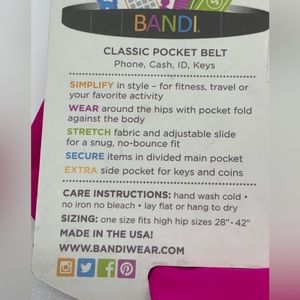 BANDI
CLASSIC POCKET BELT
Phone, Cash, ID, Keys
SIMPLIFY in style – for fitness, travel or
your favorite activity
WEAR around the hips with pocket fold
against the body
STRETCH fabric and adjustable slide
for a snug, no-bounce fit
SECURE items in divided main pocket
EXTRA side pocket for keys and coins
CARE INSTRUCTIONS: hand wash cold •
no iron no bleach • lay flat or hang to dry
SIZING: one size fits high hip sizes 28"- 42"
MADE IN THE USA!
WWW.BANDIWEAR.COM